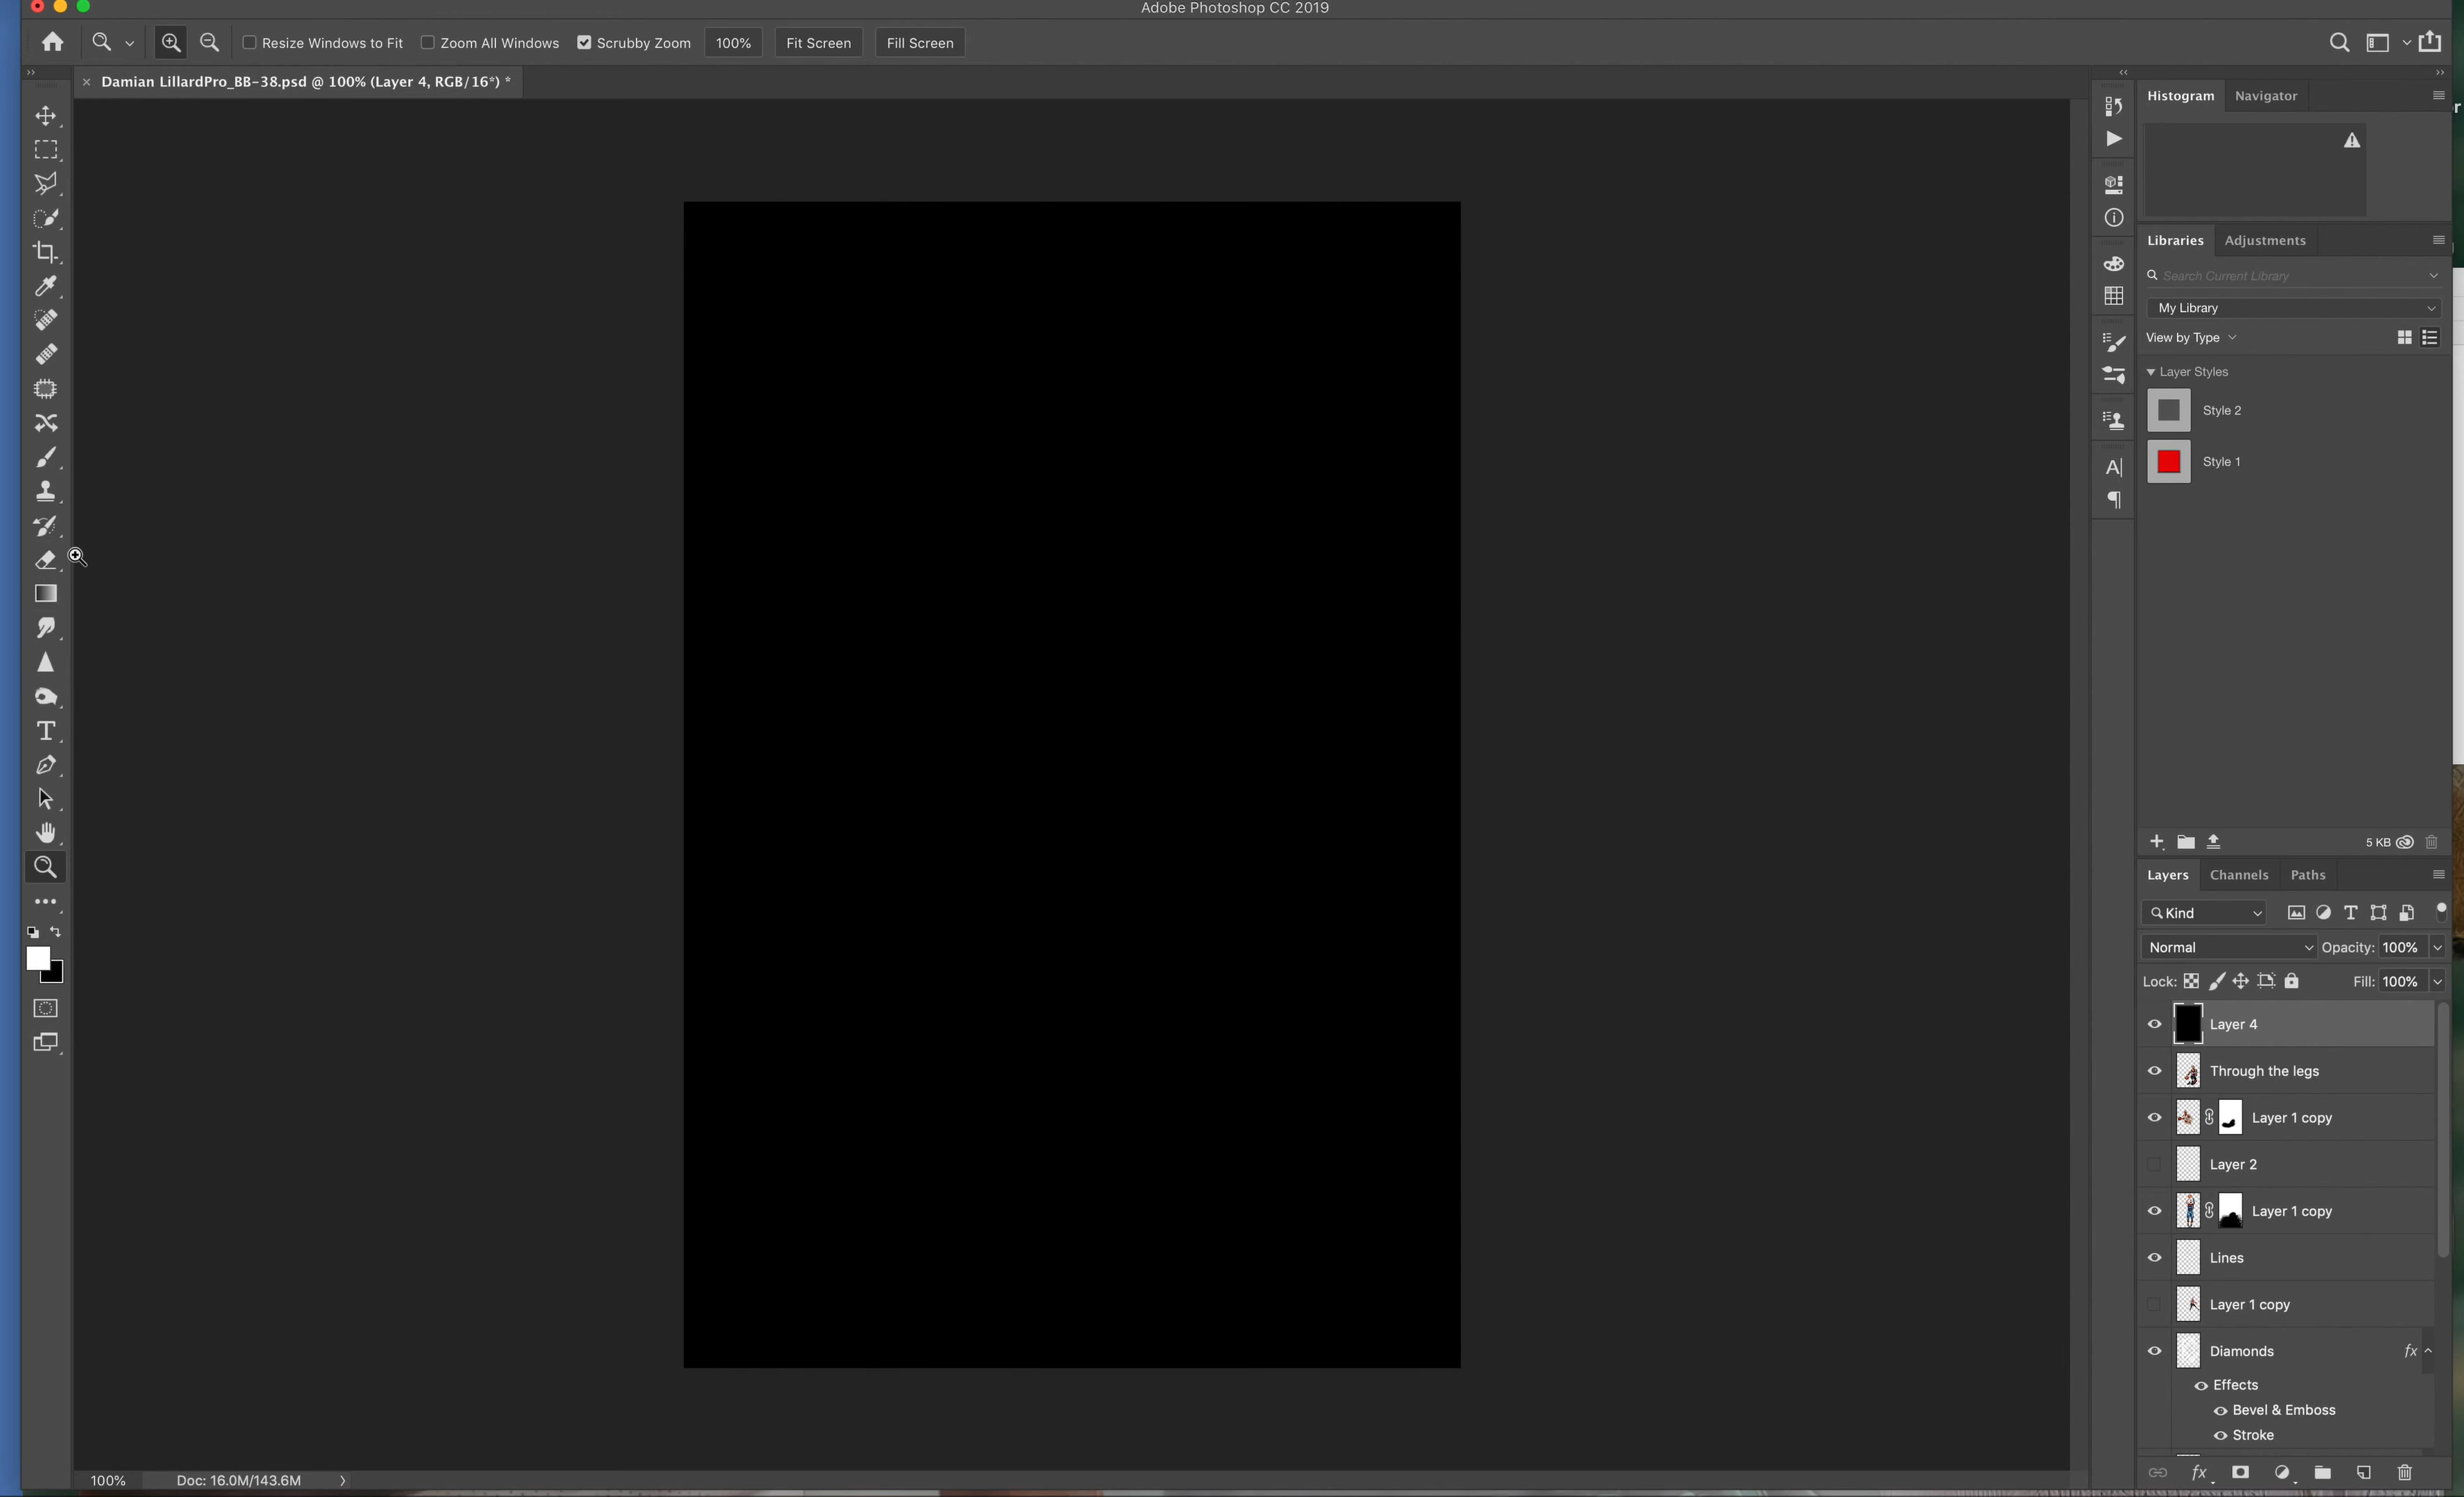 Adobe Photoshop CC 2019
Resize Windows to Fit Zoom All Windows Scrubby Zoom 100% Fit Screen Fill Screen
× Damian LillardPro_BB-38.psd @ 100% (Layer 4, RGB/16*) *
Histogram Navigator
Libraries Adjustments
Search Current Library
My Library
View by Type
Layer Styles
Style 2
Style 1
5 KB
Layers Channels Paths
Kind
Normal Opacity: 100%
Lock: Fill: 100%
Layer 4
Through the legs
Layer 1 copy
Layer 2
Layer 1 copy
Lines
Layer 1 copy
Diamonds fx
Effects
Bevel & Emboss
Stroke
100% Doc: 16.0M/143.6M
fx